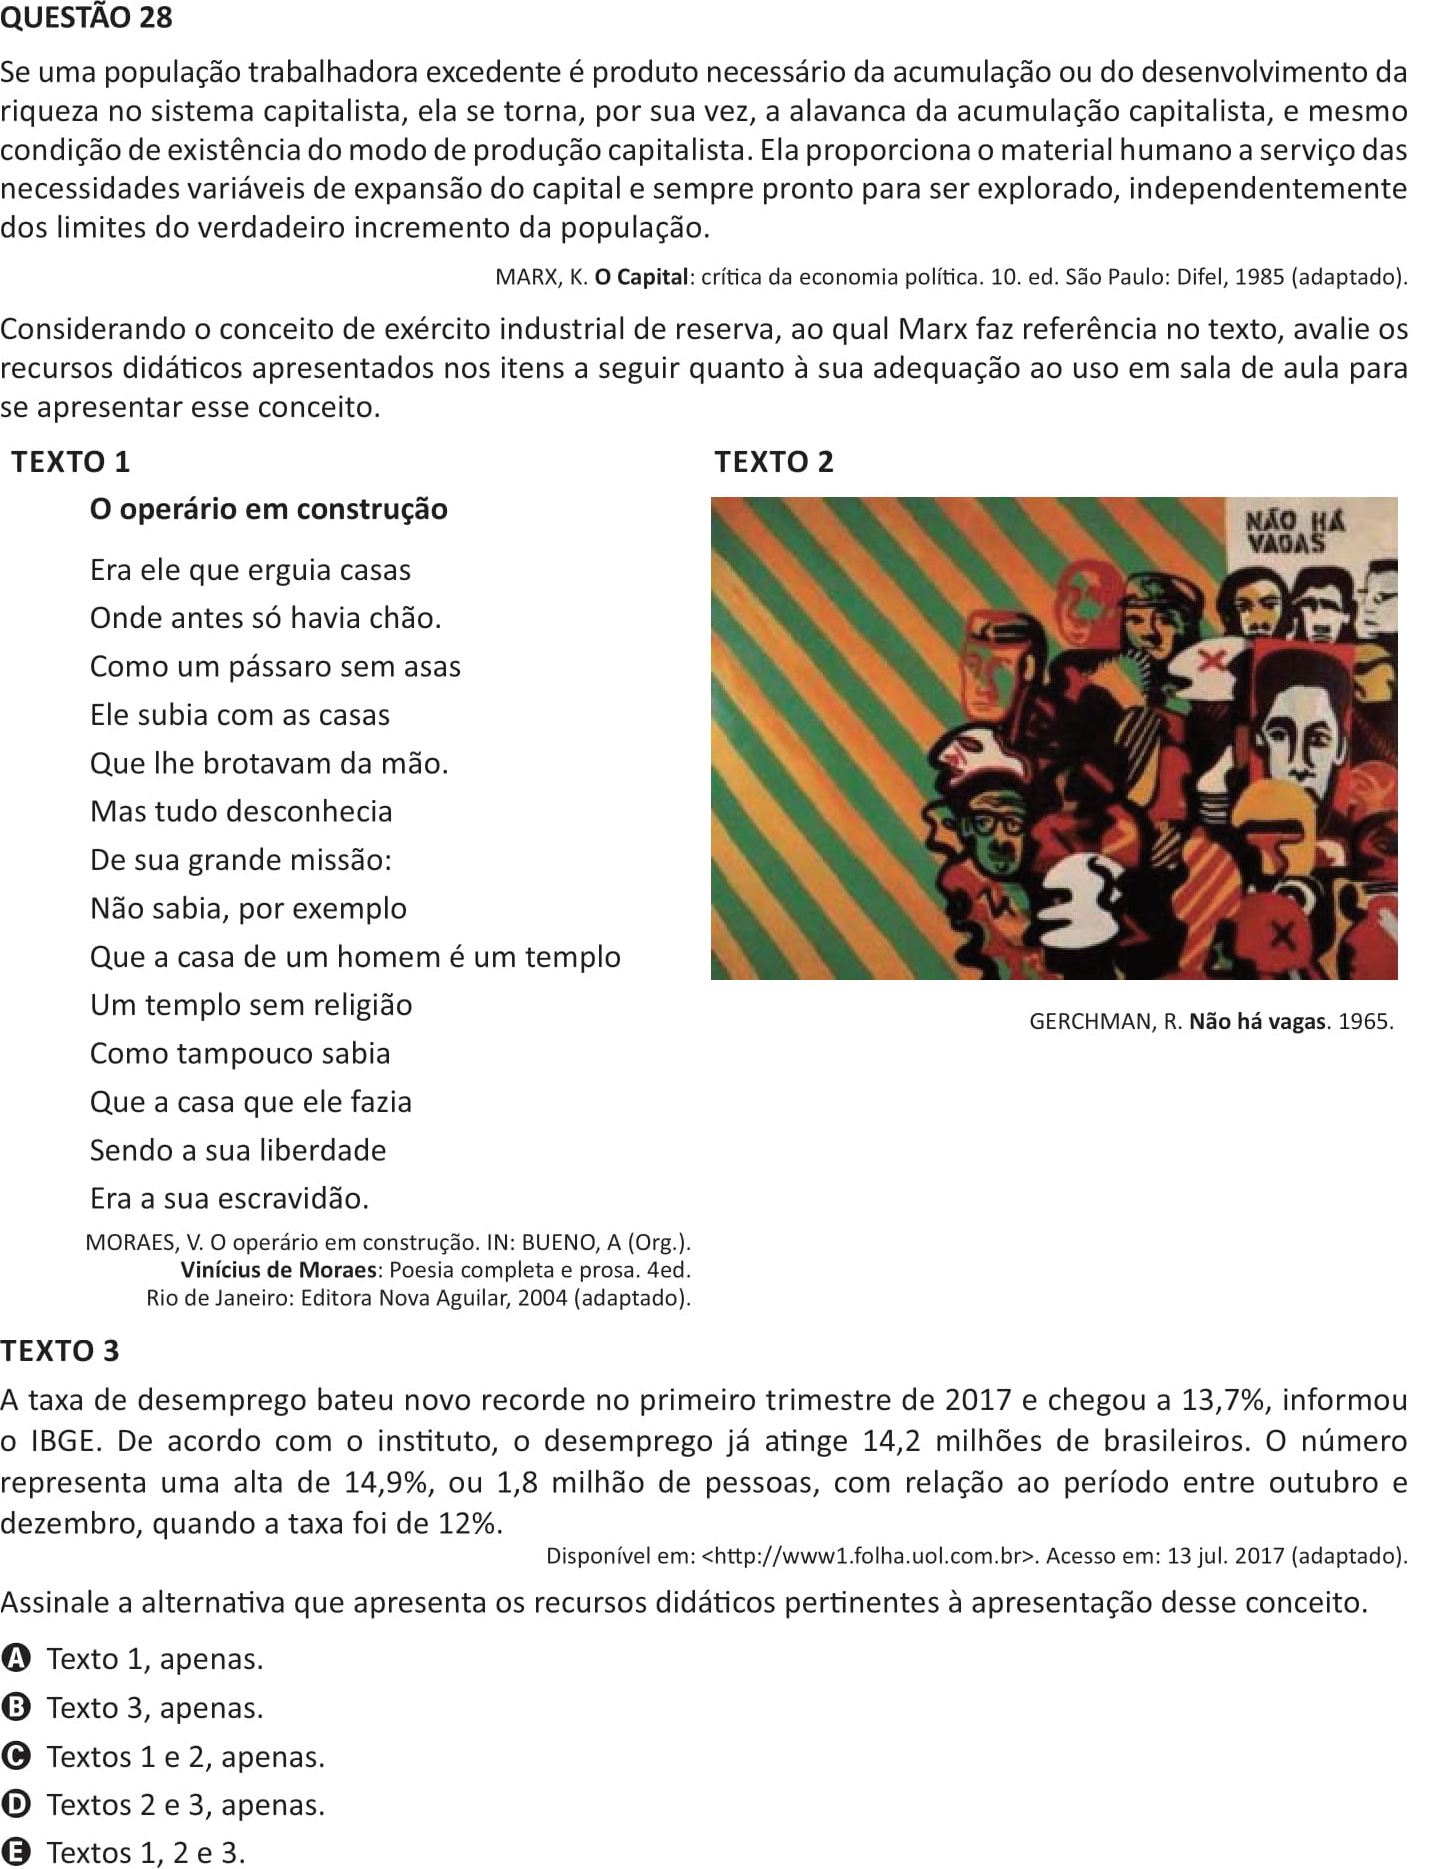 QUESTÃO 28
Se uma população trabalhadora excedente é produto necessário da acumulação ou do desenvolvimento da
riqueza no sistema capitalista, ela se torna, por sua vez, a alavanca da acumulação capitalista, e mesmo
condição de existência do modo de produção capitalista. Ela proporciona o material humano a serviço das
necessidades variáveis de expansão do capital e sempre pronto para ser explorado, independentemente
dos limites do verdadeiro incremento da população.
MARX, K. O Capital: crítica da economia política. 10. ed. São Paulo: Difel, 1985 (adaptado).
Considerando o conceito de exército industrial de reserva, ao qual Marx faz referência no texto, avalie os
recursos didáticos apresentados nos itens a seguir quanto à sua adequação ao uso em sala de aula para
se apresentar esse conceito.
TEXTO 1
O operário em construção
Era ele que erguia casas
Onde antes só havia chão.
Como um pássaro sem asas
Ele subia com as casas
Que lhe brotavam da mão.
Mas tudo desconhecia
De sua grande missão:
Não sabia, por exemplo
Que a casa de um homem é um templo
Um templo sem religião
Como tampouco sabia
Que a casa que ele fazia
Sendo a sua liberdade
Era a sua escravidão.
MORAES, V. O operário em construção. IN: BUENO, A (Org.).
Vinícius de Moraes: Poesia completa e prosa. 4ed.
Rio de Janeiro: Editora Nova Aguilar, 2004 (adaptado).
TEXTO 2
NÃO HÁ
VAGAS
GERCHMAN, R. Não há vagas. 1965.
TEXTO 3
A taxa de desemprego bateu novo recorde no primeiro trimestre de 2017 e chegou a 13,7%, informou
o IBGE. De acordo com o instituto, o desemprego já atinge 14,2 milhões de brasileiros. O número
representa uma alta de 14,9%, ou 1,8 milhão de pessoas, com relação ao período entre outubro e
dezembro, quando a taxa foi de 12%.
Disponível em: <http://www1.folha.uol.com.br>. Acesso em: 13 jul. 2017 (adaptado).
Assinale a alternativa que apresenta os recursos didáticos pertinentes à apresentação desse conceito.
A Texto 1, apenas.
B Texto 3, apenas.
C Textos 1 e 2, apenas.
D Textos 2 e 3, apenas.
E Textos 1, 2 e 3.